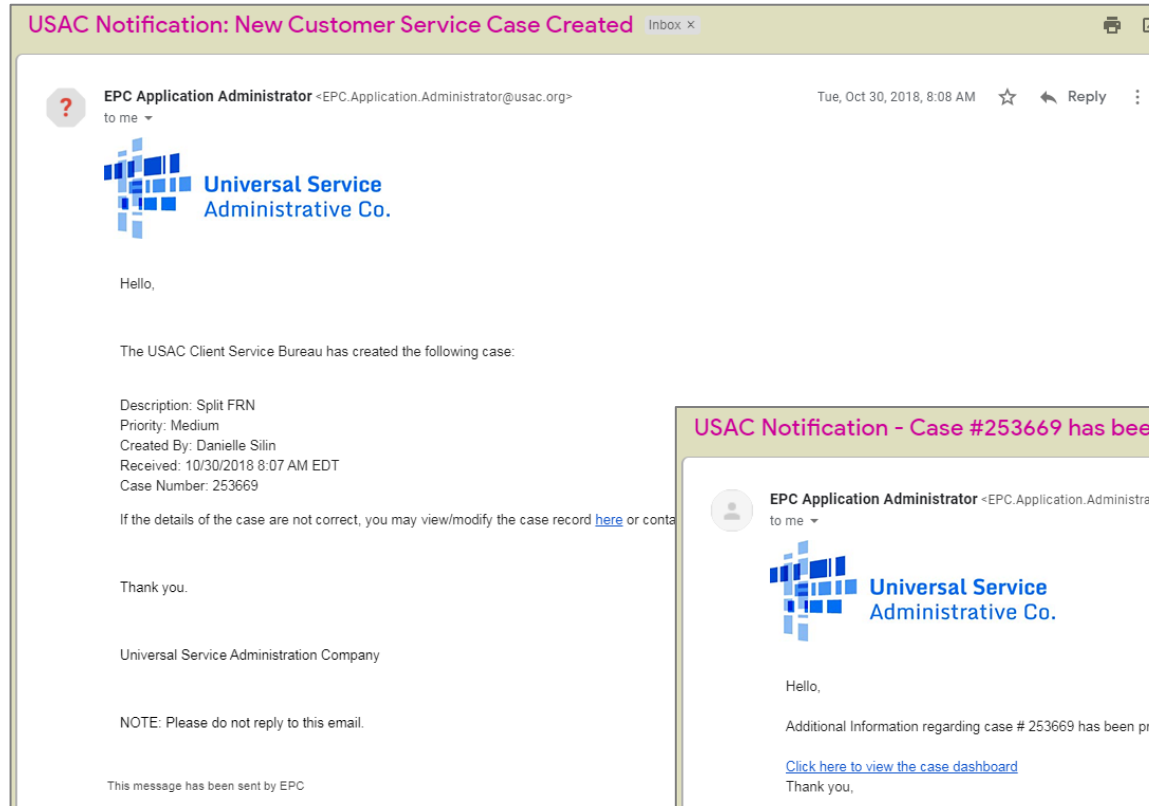 USAC Notification: New Customer Service Case Created Inbox ×
EPC Application Administrator <EPC.Application.Administrator@usac.org>
Tue, Oct 30, 2018, 8:08 AM Reply
to me
Universal Service
Administrative Co.
Hello,
The USAC Client Service Bureau has created the following case:
Description: Split FRN
Priority: Medium
Created By: Danielle Silin
Received: 10/30/2018 8:07 AM EDT
Case Number: 253669
If the details of the case are not correct, you may view/modify the case record here or
Thank you.
Universal Service Administration Company
NOTE: Please do not reply to this email.
This message has been sent by EPC
USAC Notification - Case #253669 has
EPC Application Administrator
to me
Universal Service
Administrative Co.
Hello,
Additional Information regarding case # 253669 has been
Click here to view the case dashboard
Thank you,